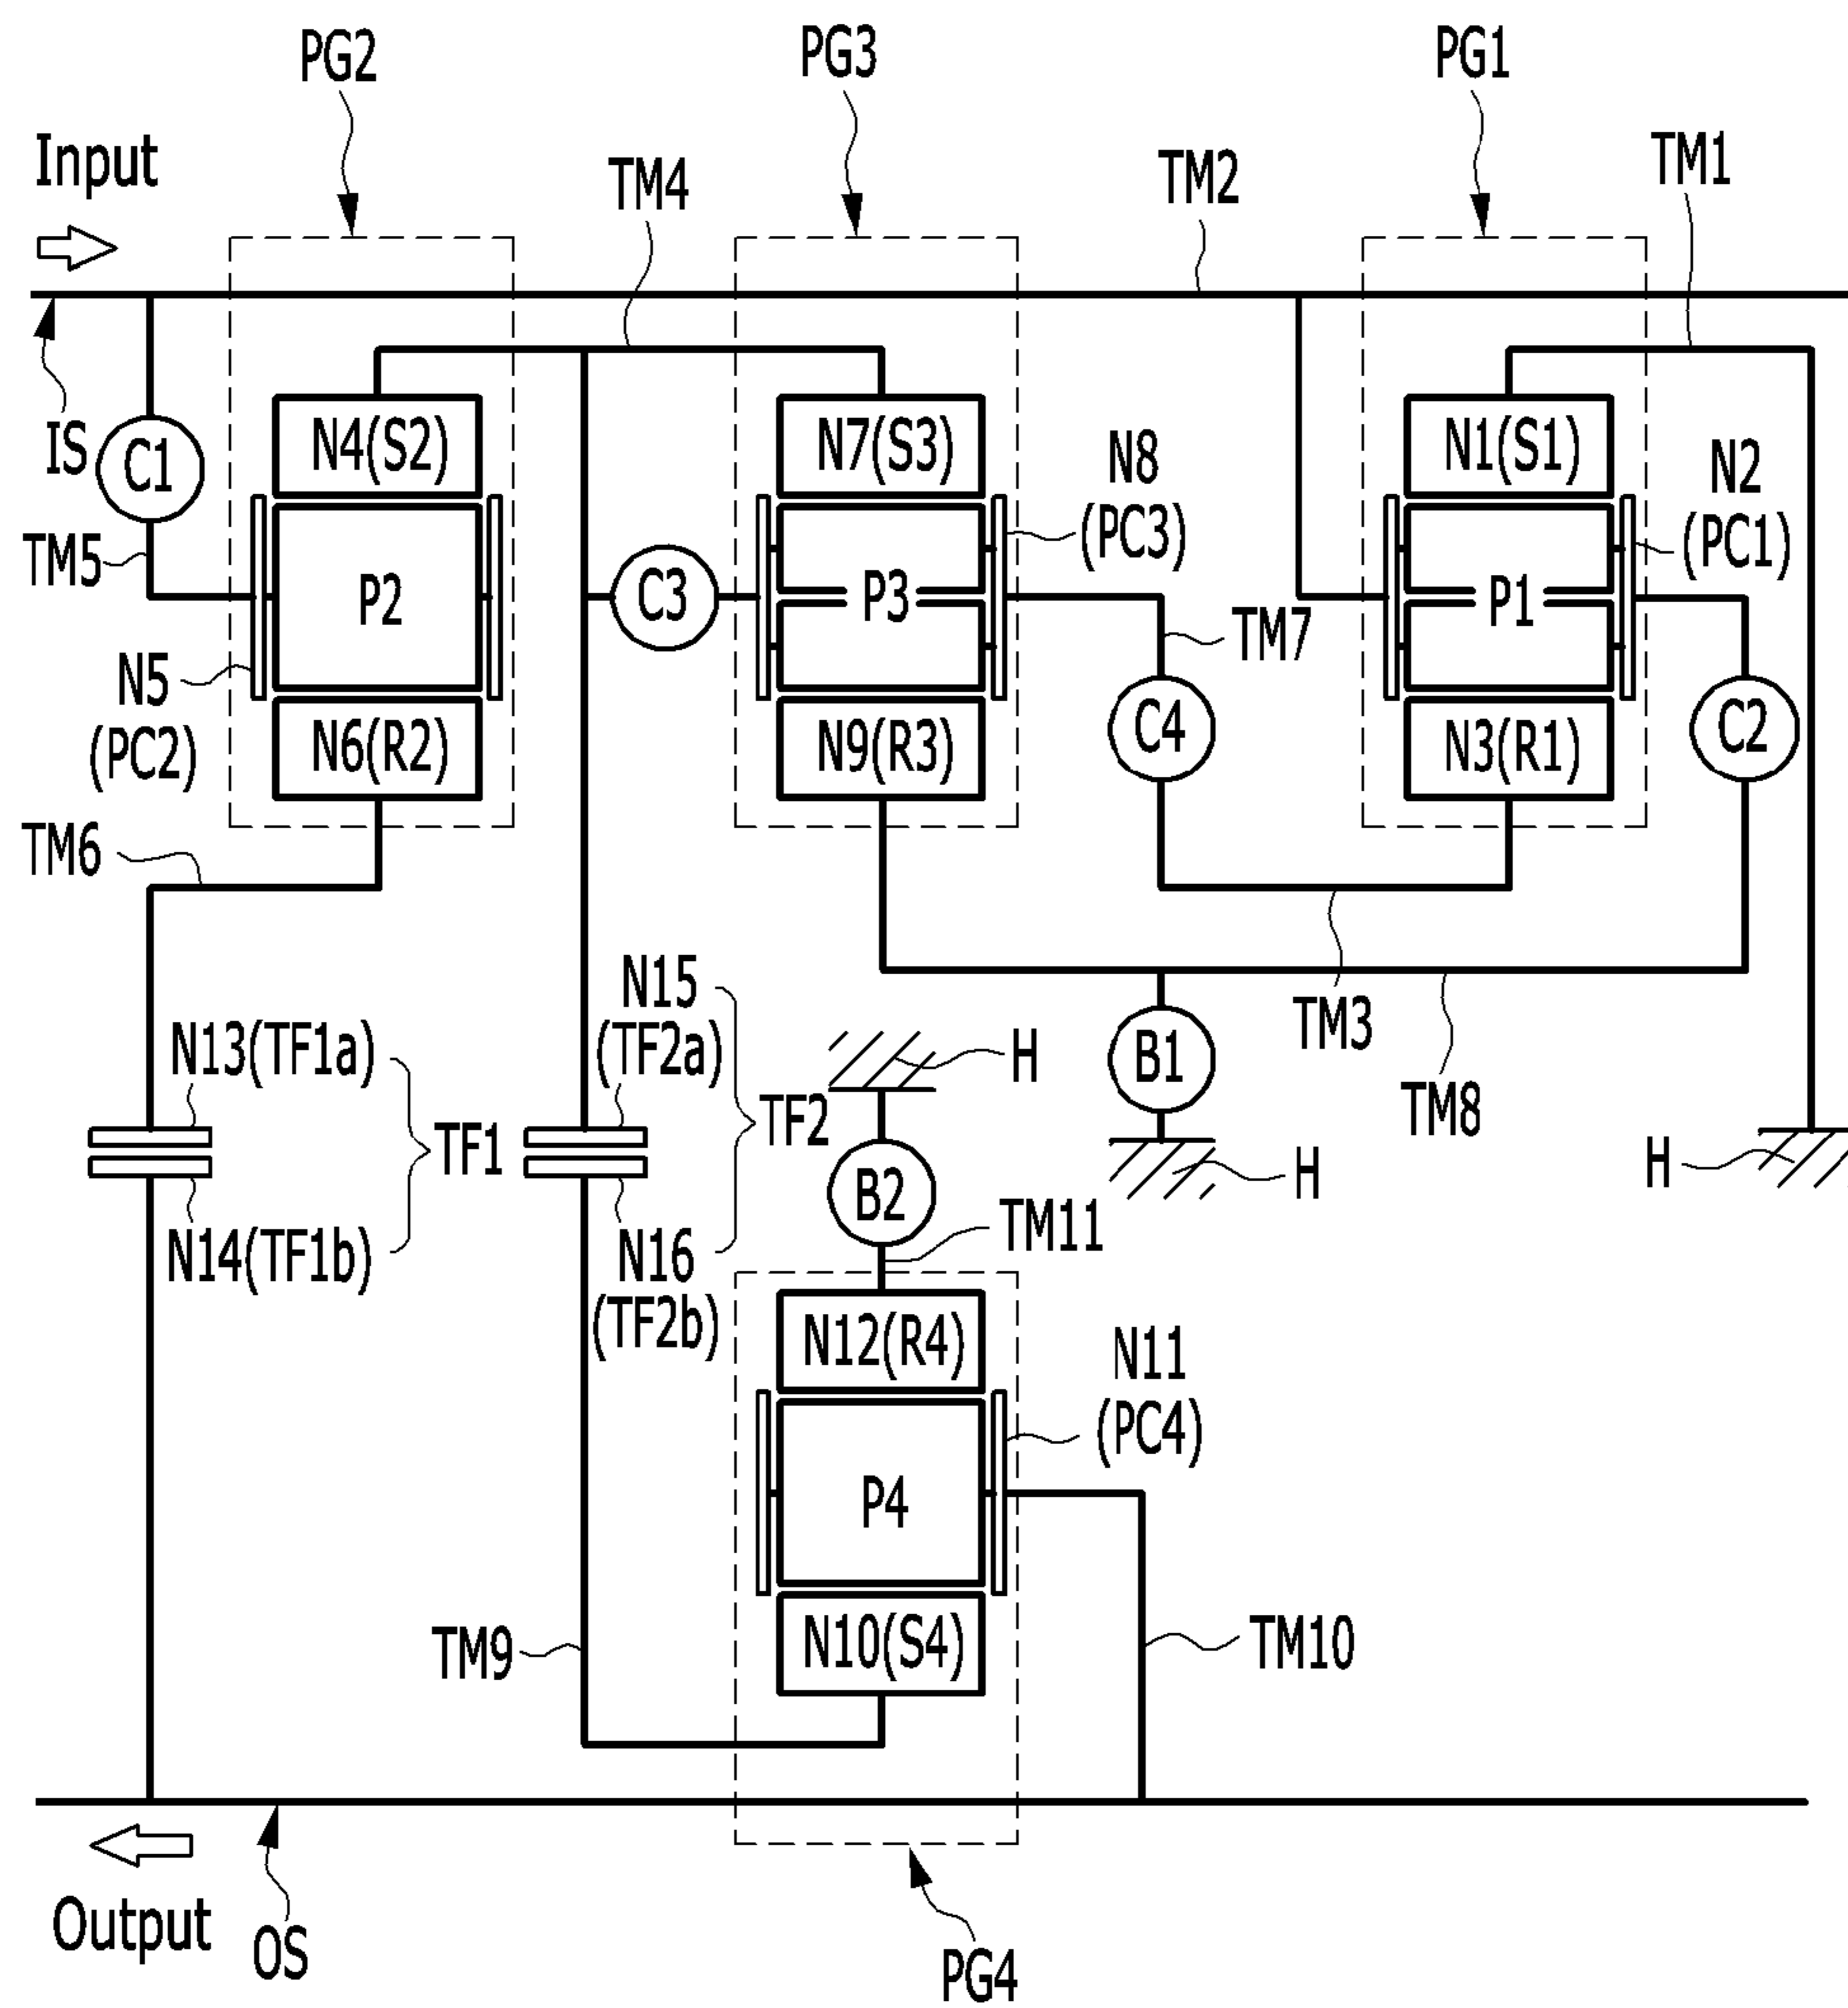 PG2
PG3
PG1
Input
TM4
TM2
TM1
IS
C1
N4(S2)
N7(S3)
N8
(PC3)
N1(S1)
N2
(PC1)
TM5
P2
C3
P3
P1
TM7
N5
(PC2)
N6(R2)
N9(R3)
C4
N3(R1)
C2
TM6
N15
(TF2a)
TM3
N13(TF1a)
H
B1
TM8
TF1
TF2
H
H
B2
N14(TF1b)
N16
(TF2b)
TM11
N12(R4)
N11
(PC4)
P4
TM9
N10(S4)
TM10
Output
OS
PG4